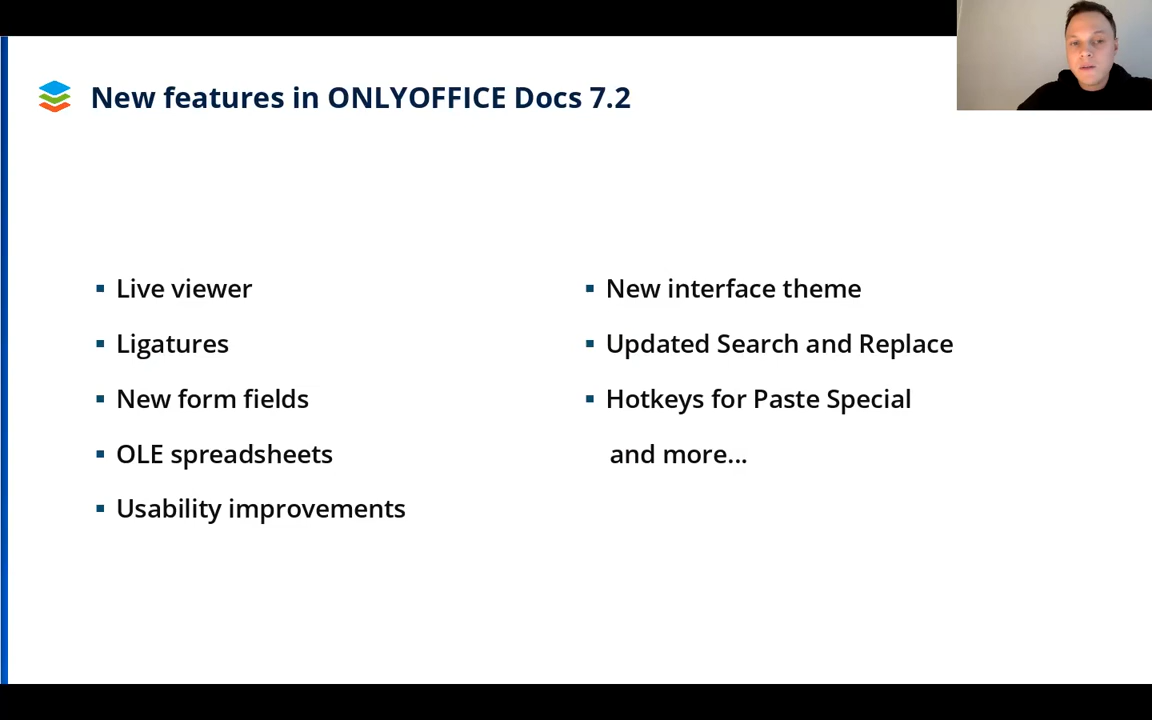 New features in ONLYOFFICE Docs 7.2
▪ Live viewer
▪ Ligatures
▪ New form fields
▪ OLE spreadsheets
▪ Usability improvements
▪ New interface theme
▪ Updated Search and Replace
▪ Hotkeys for Paste Special
and more...